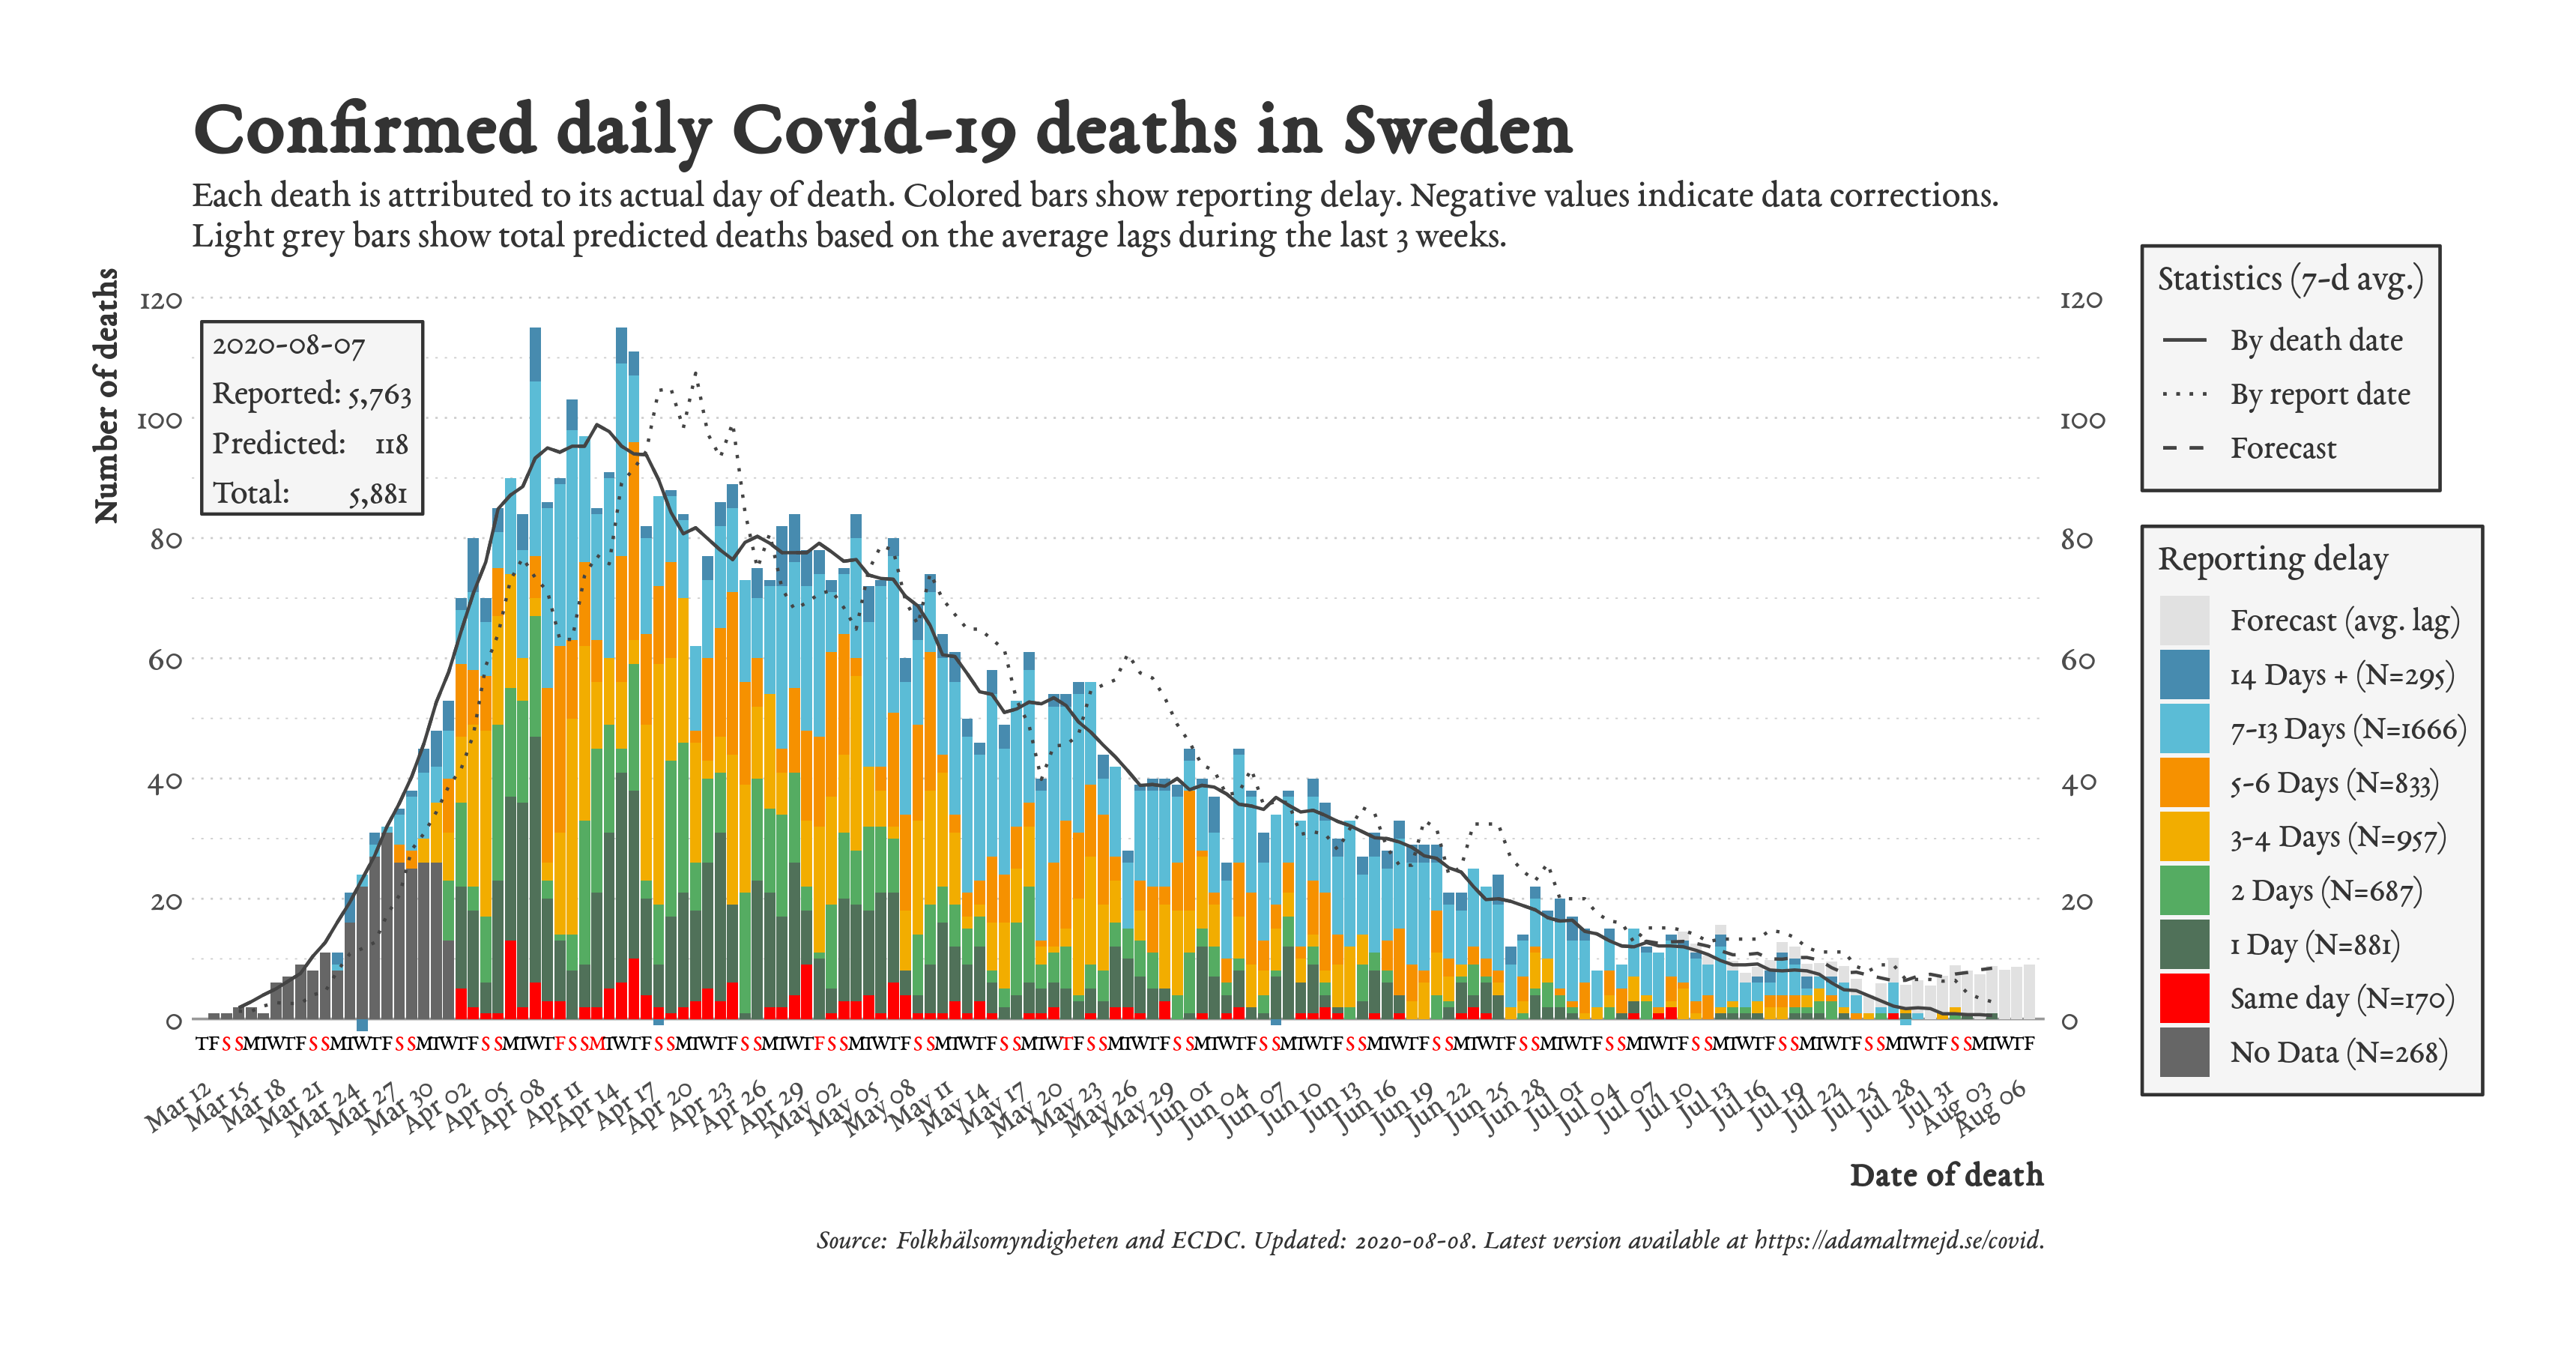 Confirmed daily Covid-19 deaths in Sweden
Each death is attributed to its actual day of death. Colored bars show reporting delay. Negative values indicate data corrections.
Light grey bars show total predicted deaths based on the average lags during the last 3 weeks.
Number of deaths
120
100
80
60
40
20
0
2020-08-07
Reported: 5,763
Predicted: 118
Total: 5,881
120
100
80
60
40
20
0
Statistics (7-d avg.)
By death date
By report date
Forecast
Reporting delay
Forecast (avg. lag)
14 Days + (N=295)
7-13 Days (N=1666)
5-6 Days (N=833)
3-4 Days (N=957)
2 Days (N=687)
1 Day (N=881)
Same day (N=170)
No Data (N=268)
TFSSMTWTFSSMTWTFSSMTWTFSSMTWTFSSMTWTFSSMTWTFSSMTWTFSSMTWTFSSMTWTFSSMTWTFSSMTWTFSSMTWTFSSMTWTFSSMTWTFSSMTWTFSSMTWTFSSMTWTFSSMTWTFSSMTWTFSSMTWTFSSMTWTF
Mar 12 Mar 15 Mar 18 Mar 21 Mar 24 Mar 27 Mar 30 Apr 02 Apr 05 Apr 08 Apr 11 Apr 14 Apr 17 Apr 20 Apr 23 Apr 26 Apr 29 May 02 May 05 May 08 May 11 May 14 May 17 May 20 May 23 May 26 May 29 Jun 01 Jun 04 Jun 07 Jun 10 Jun 13 Jun 16 Jun 19 Jun 22 Jun 25 Jun 28 Jul 01 Jul 04 Jul 07 Jul 10 Jul 13 Jul 16 Jul 19 Jul 22 Jul 25 Jul 28 Jul 31 Aug 03 Aug 06
Date of death
Source: Folkhälsomyndigheten and ECDC. Updated: 2020-08-08. Latest version available at https://adamaltmejd.se/covid.